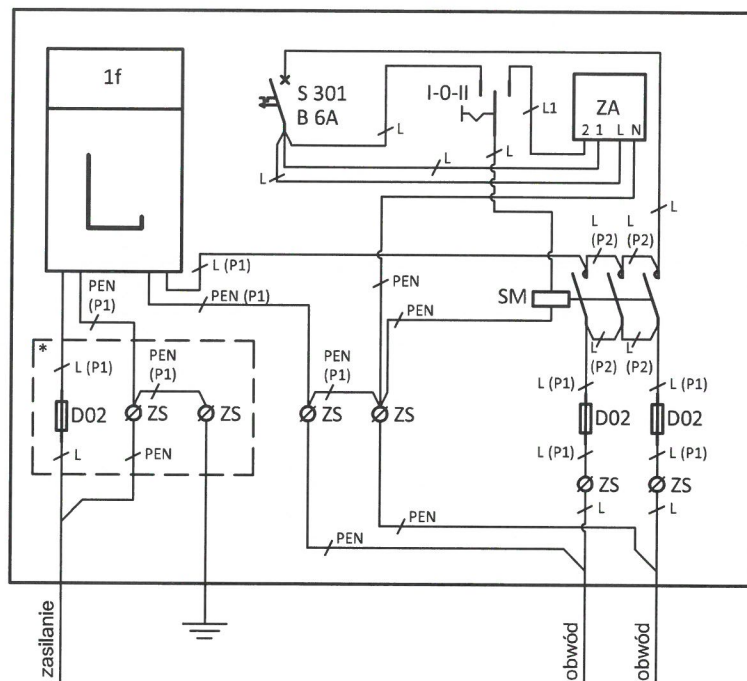 1f
S 301
B 6A
I-0-II
ZA
2 1 L N
L
L1
L
L
L
L
L (P1)
L
(P2)
L
(P2)
PEN
(P1)
PEN (P1)
PEN
SM
PEN
*
L (P1)
PEN
(P1)
PEN
(P1)
L
(P2)
L
(P2)
L (P1)
L (P1)
D02
ZS
ZS
ZS
ZS
D02
D02
L
PEN
L (P1)
L (P1)
ZS
ZS
L
L
PEN
PEN
zasilanie
obwód
obwód